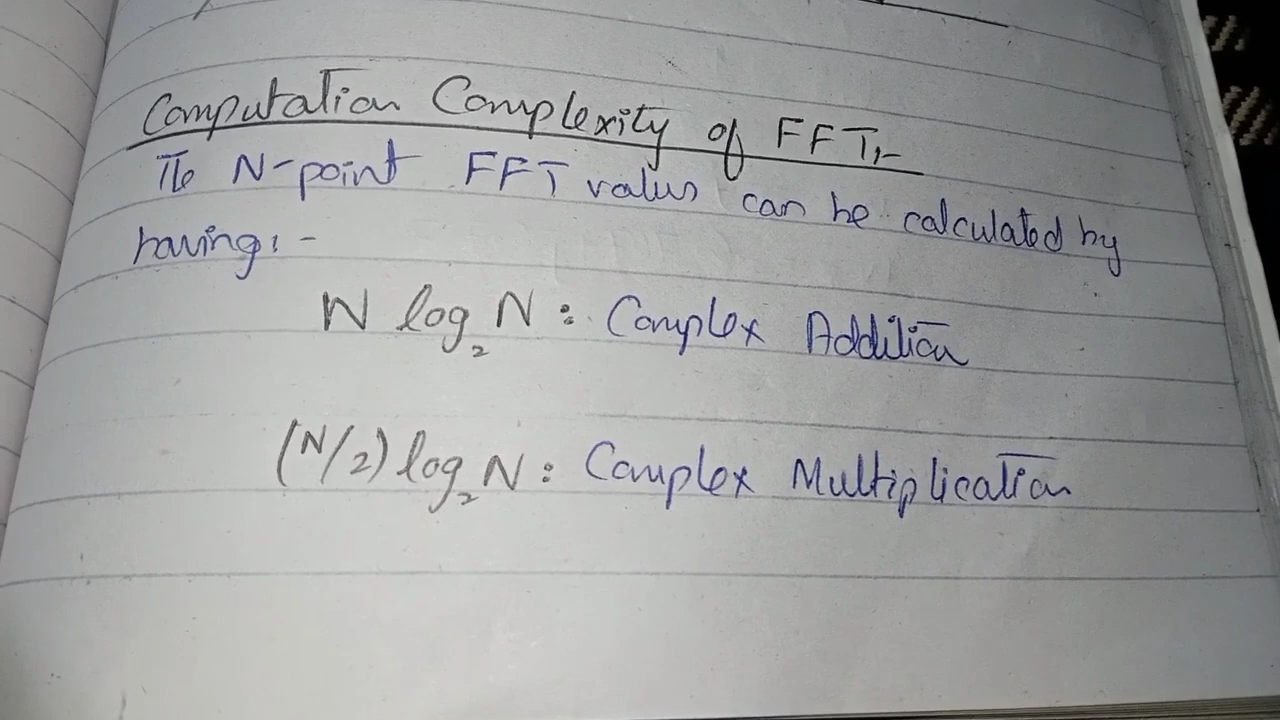 Computation Complexity of FFT:-
The N-point FFT values can be calculated by
having:-
N log₂ N : Complex Addition
(N/2) log₂ N : Complex Multiplication